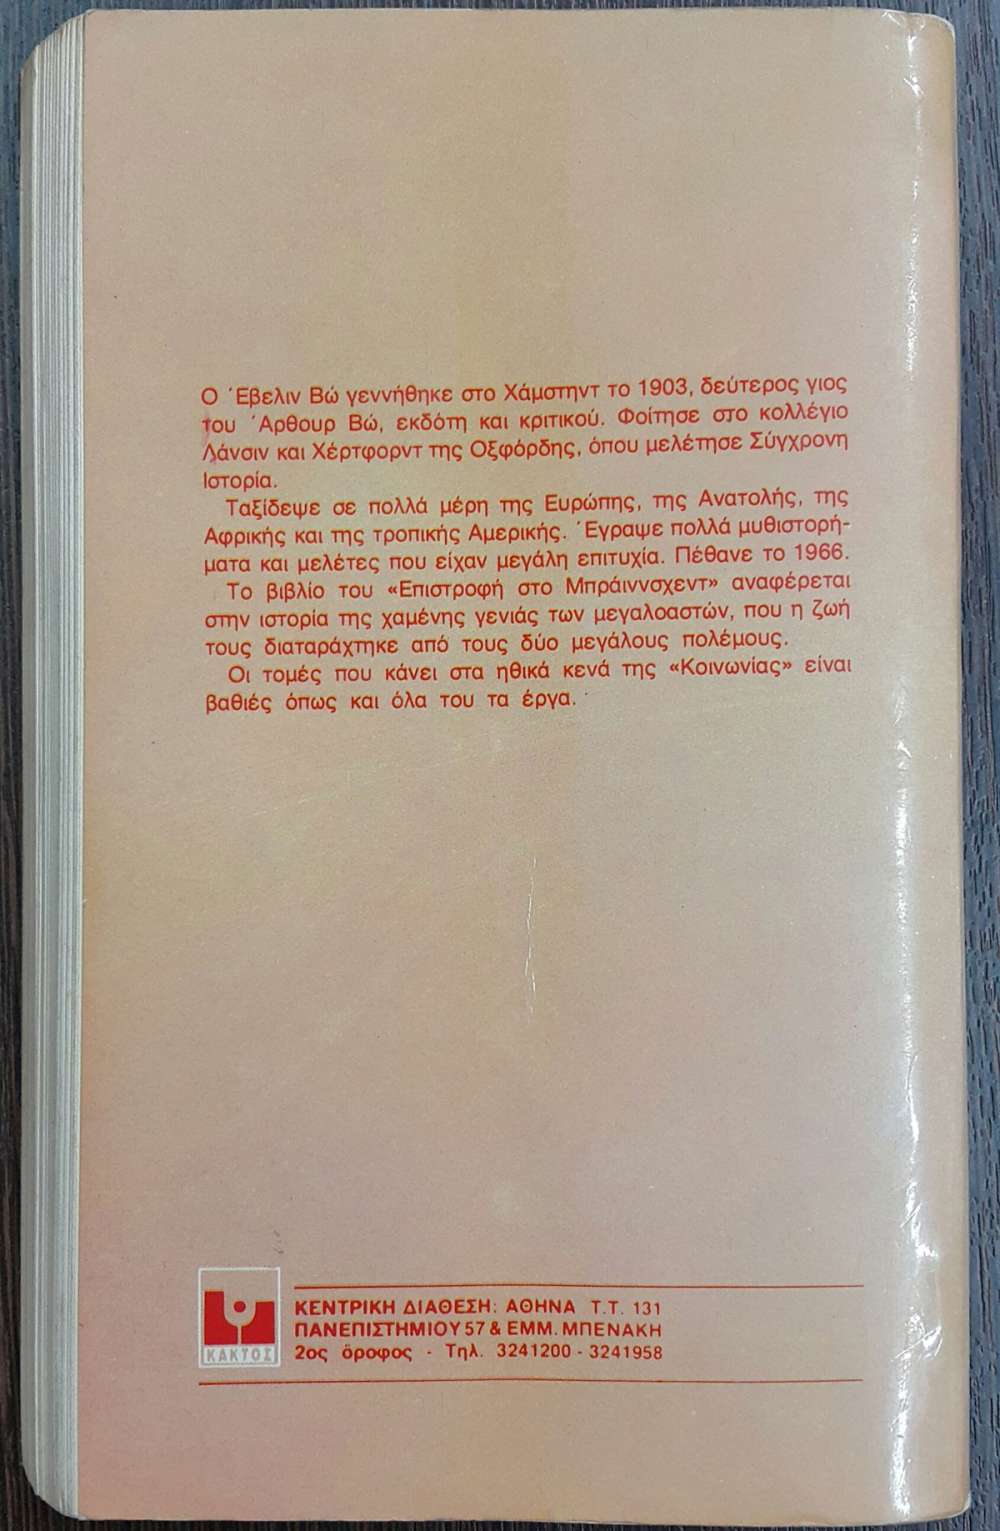 Ο Έβελιν Βώ γεννήθηκε στο Χάμστηντ το 1903, δεύτερος γιος
του Άρθουρ Βώ, εκδότη και κριτικού. Φοίτησε στο κολλέγιο
Λάνσιν και Χέρτφορντ της Οξφόρδης, όπου μελέτησε Σύγχρονη
Ιστορία.
Ταξίδεψε σε πολλά μέρη της Ευρώπης, της Ανατολής, της
Αφρικής και της τροπικής Αμερικής. Έγραψε πολλά μυθιστορή-
ματα και μελέτες που είχαν μεγάλη επιτυχία. Πέθανε το 1966.
Το βιβλίο του «Επιστροφή στο Μπράιννσχεντ» αναφέρεται
στην ιστορία της χαμένης γενιάς των μεγαλοαστών, που η ζωή
τους διαταράχτηκε από τους δύο μεγάλους πολέμους.
Οι τομές που κάνει στα ηθικά κενά της «Κοινωνίας» είναι
βαθιές όπως και όλα του τα έργα.
ΚΑΚΤΟΣ
ΚΕΝΤΡΙΚΗ ΔΙΑΘΕΣΗ: ΑΘΗΝΑ Τ.Τ. 131
ΠΑΝΕΠΙΣΤΗΜΙΟΥ 57 & ΕΜΜ. ΜΠΕΝΑΚΗ
2ος όροφος - Τηλ. 3241200 - 3241958